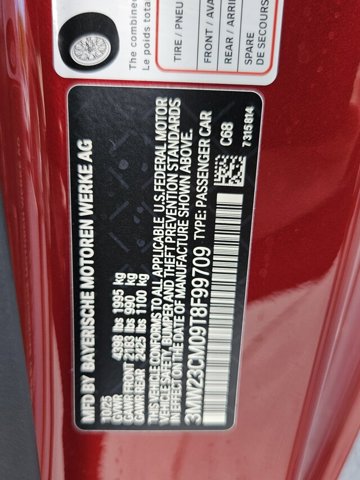 The combined
Le poids total
TIRE / PNEU
FRONT / AVA
REAR / ARRIÈ
SPARE
DE SECOURS
MFD BY BAYERISCHE MOTOREN WERKE AG
10/25
GVWR 4398 lbs 1995 kg
GAWR FRONT 2183 lbs 990 kg
GAWR REAR 2425 lbs 1100 kg
THIS VEHICLE CONFORMS TO ALL APPLICABLE U.S. FEDERAL MOTOR
VEHICLE SAFETY, BUMPER AND THEFT PREVENTION STANDARDS
IN EFFECT ON THE DATE OF MANUFACTURE SHOWN ABOVE.
3MW23CM09T8F99709 TYPE: PASSENGER CAR
C68
7 315 814